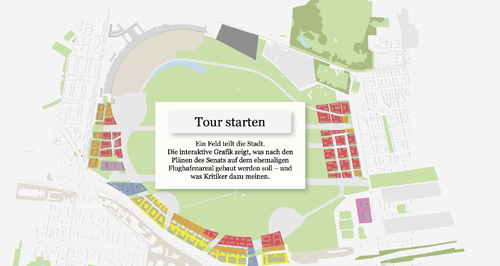 Tour starten
Ein Feld teilt die Stadt.
Die interaktive Grafik zeigt, was nach den
Plänen des Senats auf dem ehemaligen
Flughafenareal gebaut werden soll – und
was Kritiker dazu meinen.